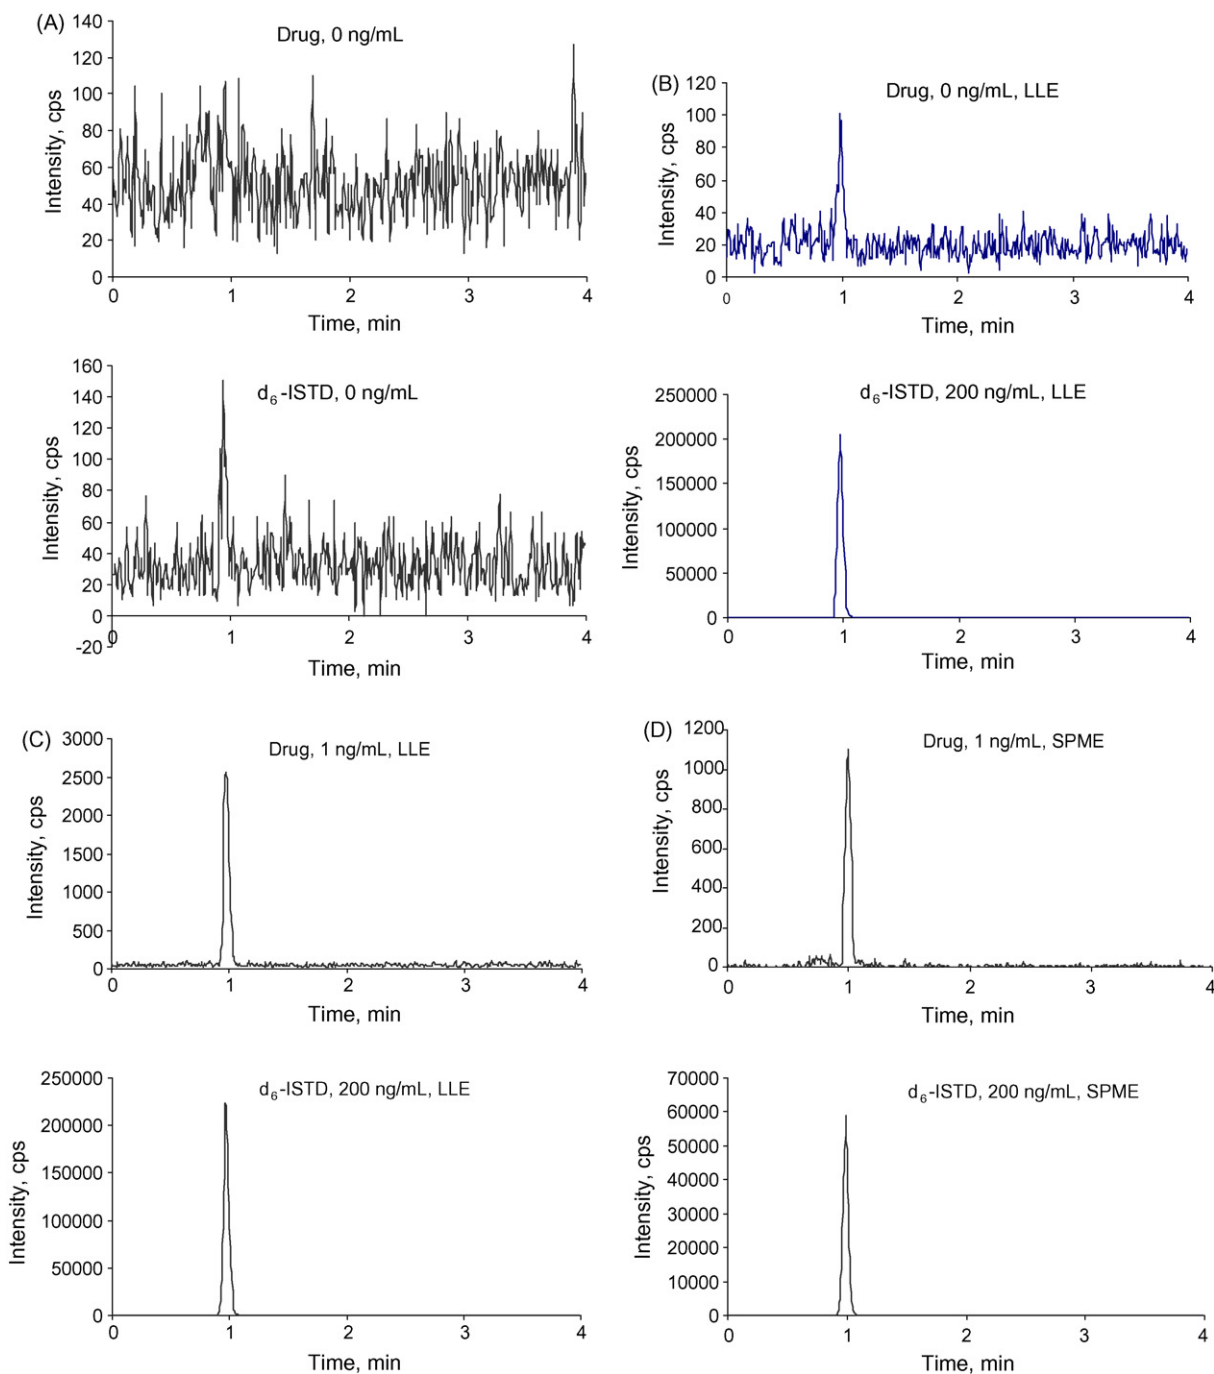 (A)
Drug, 0 ng/mL
140
120
100
80
60
40
20
0
Intensity, cps
0 1 2 3 4
Time, min
d6-ISTD, 0 ng/mL
160
140
120
100
80
60
40
20
0
-20
Intensity, cps
0 1 2 3 4
Time, min
(B)
Drug, 0 ng/mL, LLE
120
100
80
60
40
20
0
Intensity, cps
0 1 2 3 4
Time, min
d6-ISTD, 200 ng/mL, LLE
250000
200000
150000
100000
50000
0
Intensity, cps
0 1 2 3 4
Time, min
(C)
Drug, 1 ng/mL, LLE
3000
2500
2000
1500
1000
500
0
Intensity, cps
0 1 2 3 4
Time, min
d6-ISTD, 200 ng/mL, LLE
250000
200000
150000
100000
50000
0
Intensity, cps
0 1 2 3 4
Time, min
(D)
Drug, 1 ng/mL, SPME
1200
1000
800
600
400
200
0
Intensity, cps
0 1 2 3 4
Time, min
d6-ISTD, 200 ng/mL, SPME
70000
60000
50000
40000
30000
20000
10000
0
Intensity, cps
0 1 2 3 4
Time, min